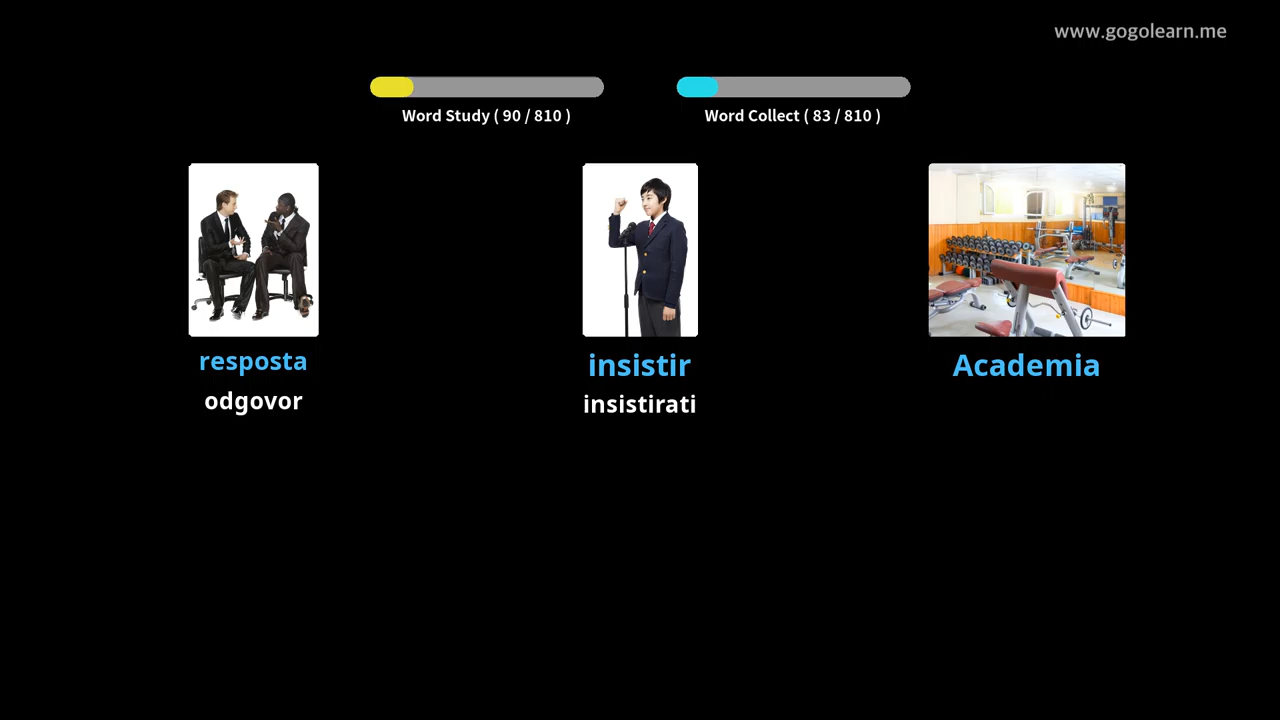 www.gogolearn.me
Word Study ( 90 / 810 )
Word Collect ( 83 / 810 )
resposta
odgovor
insistir
insistirati
Academia